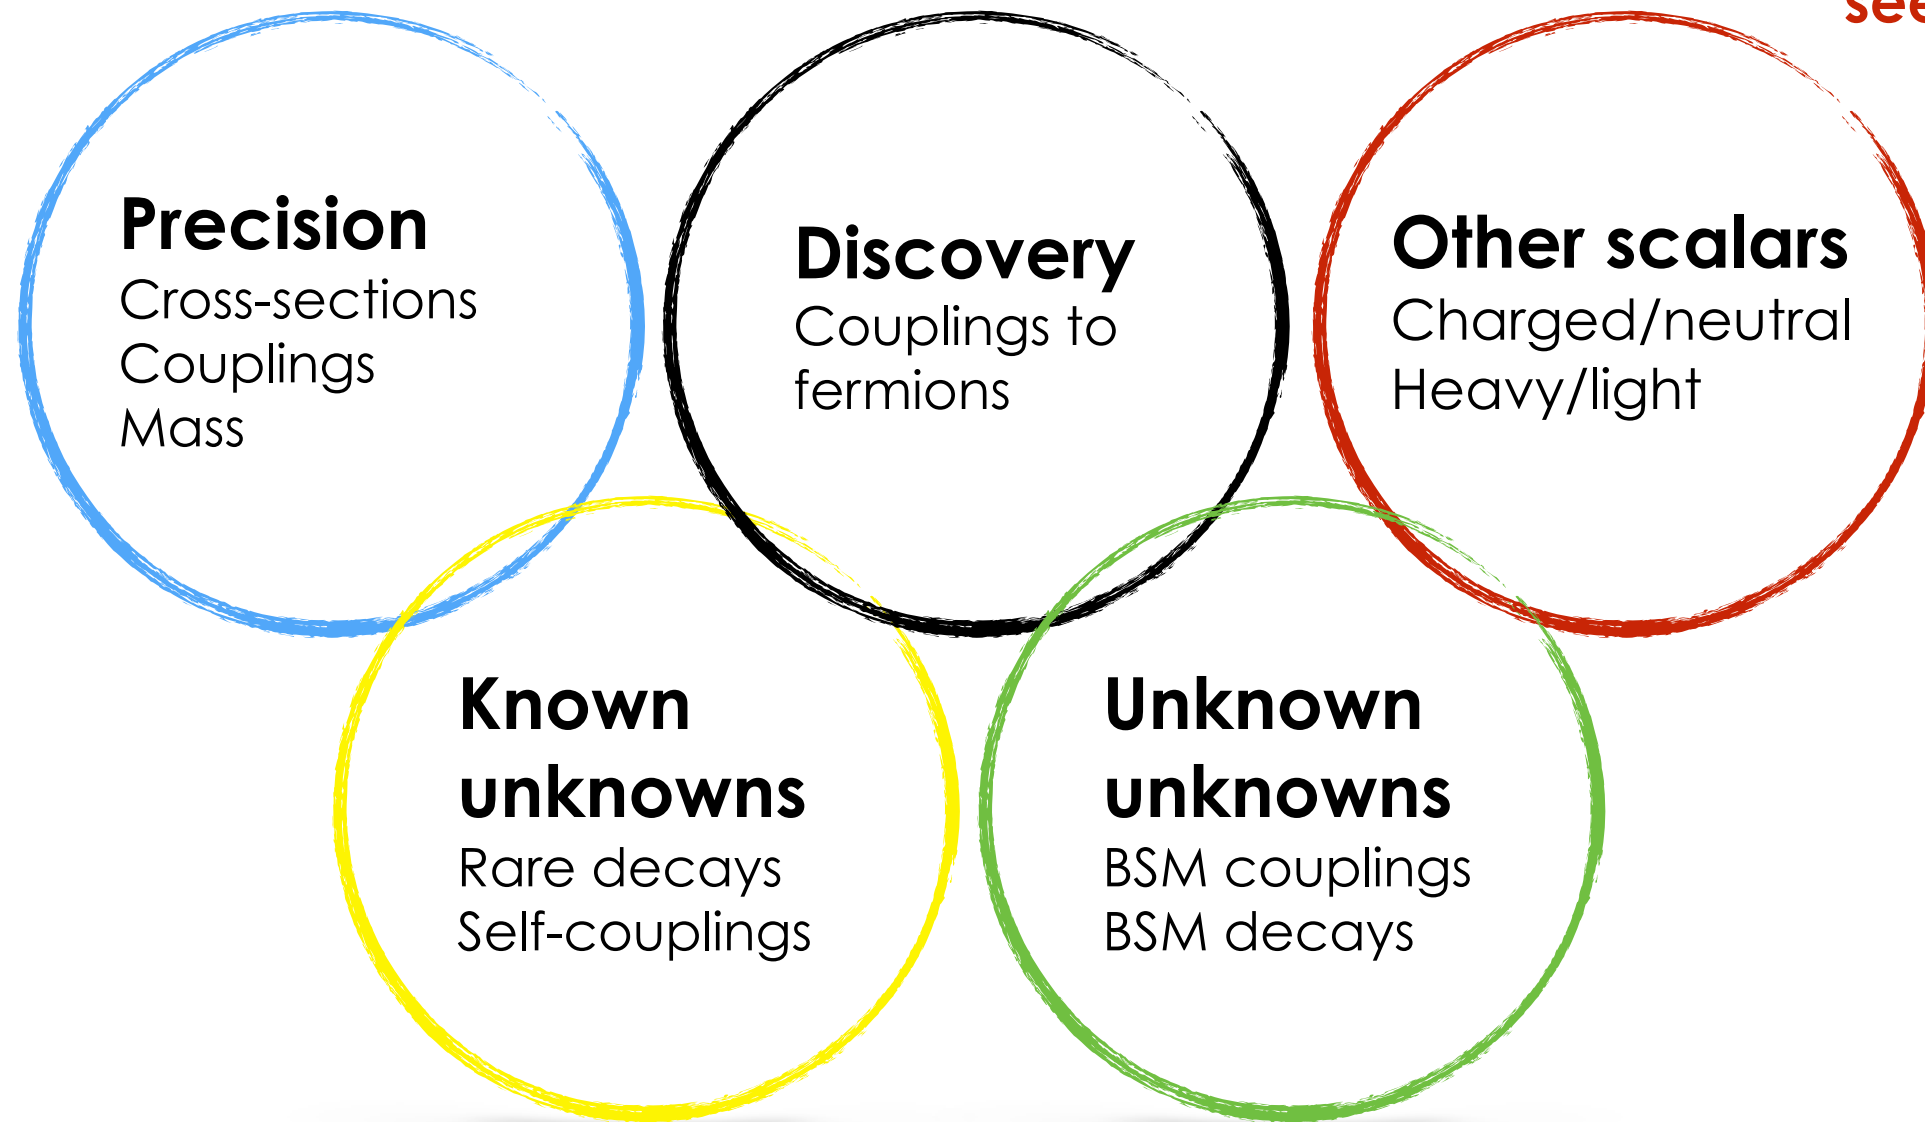 see
Precision
Cross-sections
Couplings
Mass
Discovery
Couplings to
fermions
Other scalars
Charged/neutral
Heavy/light
Known
unknowns
Rare decays
Self-couplings
Unknown
unknowns
BSM couplings
BSM decays